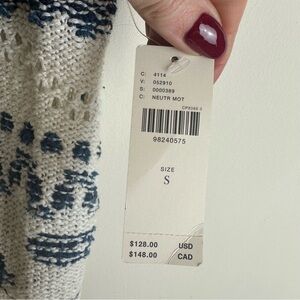 C: 4114
V: 052910
S: 0000389
C: NEUTR MOT
98240575
SIZE
S
$128.00 USD
$148.00 CAD